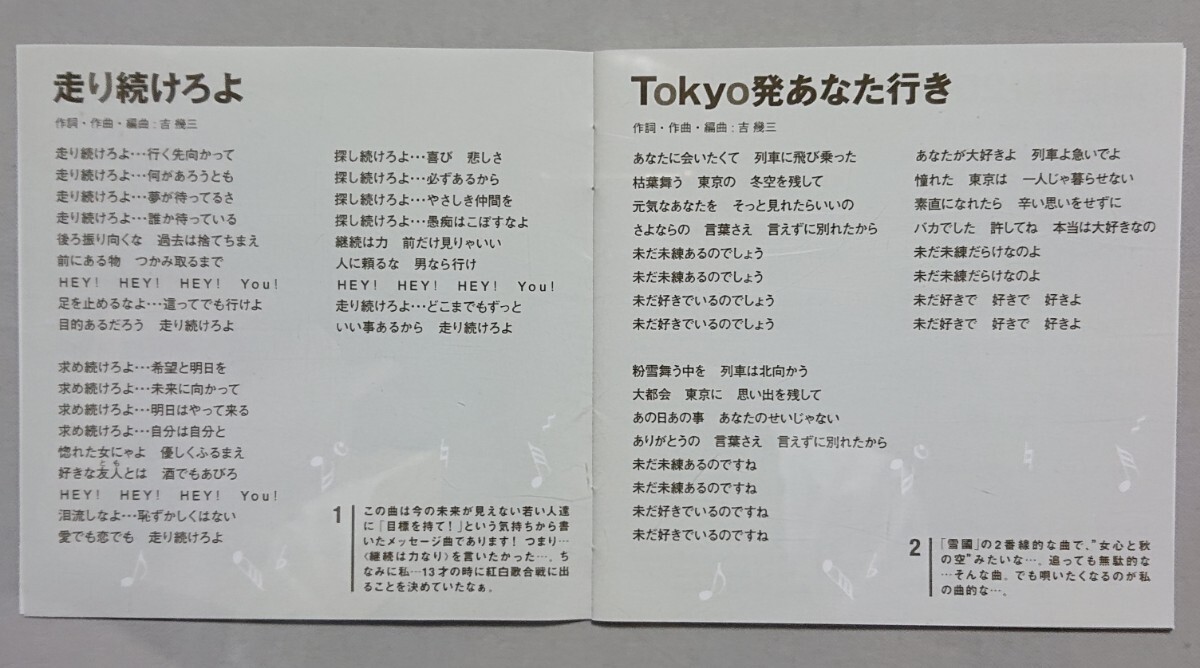 走り続けろよ
作詞・作曲・編曲：吉 幾三
走り続けろよ…行く先向かって
走り続けろよ…何があろうとも
走り続けろよ…夢が待ってるさ
走り続けろよ…誰か待っている
後ろ振り向くな　過去は捨てちまえ
前にある物　つかみ取るまで
HEY!　HEY!　HEY!　You!
足を止めるなよ…這ってでも行けよ
目的あるだろう　走り続けろよ
求め続けろよ…希望と明日を
求め続けろよ…未来に向かって
求め続けろよ…明日はやって来る
求め続けろよ…自分は自分と
惚れた女にゃよ　優しくふるまえ
とも
好きな友人とは　酒でもあびろ
HEY!　HEY!　HEY!　You!
泪流しなよ…恥ずかしくはない
愛でも恋でも　走り続けろよ
探し続けろよ…喜び　悲しさ
探し続けろよ…必ずあるから
探し続けろよ…やさしき仲間を
探し続けろよ…愚痴はこぼすなよ
継続は力　前だけ見りゃいい
人に頼るな　男なら行け
HEY!　HEY!　HEY!　You!
走り続けろよ…どこまでもずっと
いい事あるから　走り続けろよ
1
この曲は今の未来が見えない若い人達
に「目標を持て！」という気持ちから書
いたメッセージ曲であります！つまり…
〈継続は力なり〉を言いたかった…。ち
なみに私…13才の時に紅白歌合戦に出
ることを決めていたなぁ。
Tokyo発あなた行き
作詞・作曲・編曲：吉 幾三
あなたに会いたくて　列車に飛び乗った
枯葉舞う　東京の　冬空を残して
元気なあなたを　そっと見れたらいいの
さよならの　言葉さえ　言えずに別れたから
未だ未練あるのでしょう
未だ未練あるのでしょう
未だ好きでいるのでしょう
未だ好きでいるのでしょう
粉雪舞う中を　列車は北向かう
大都会　東京に　思い出を残して
あの日あの事　あなたのせいじゃない
ありがとうの　言葉さえ　言えずに別れたから
未だ未練あるのですね
未だ未練あるのですね
未だ好きでいるのですね
未だ好きでいるのですね
あなたが大好きよ　列車よ急いでよ
憧れた　東京は　一人じゃ暮らせない
素直になれたら　辛い思いをせずに
バカでした　許してね　本当は大好きなの
未だ未練だらけなのよ
未だ未練だらけなのよ
未だ好きで　好きで　好きよ
未だ好きで　好きで　好きよ
2
「雪國」の2番線的な曲で、“女心と秋
の空”みたいな…。追っても無駄的な
…そんな曲。でも唄いたくなるのが私
の曲的な…。